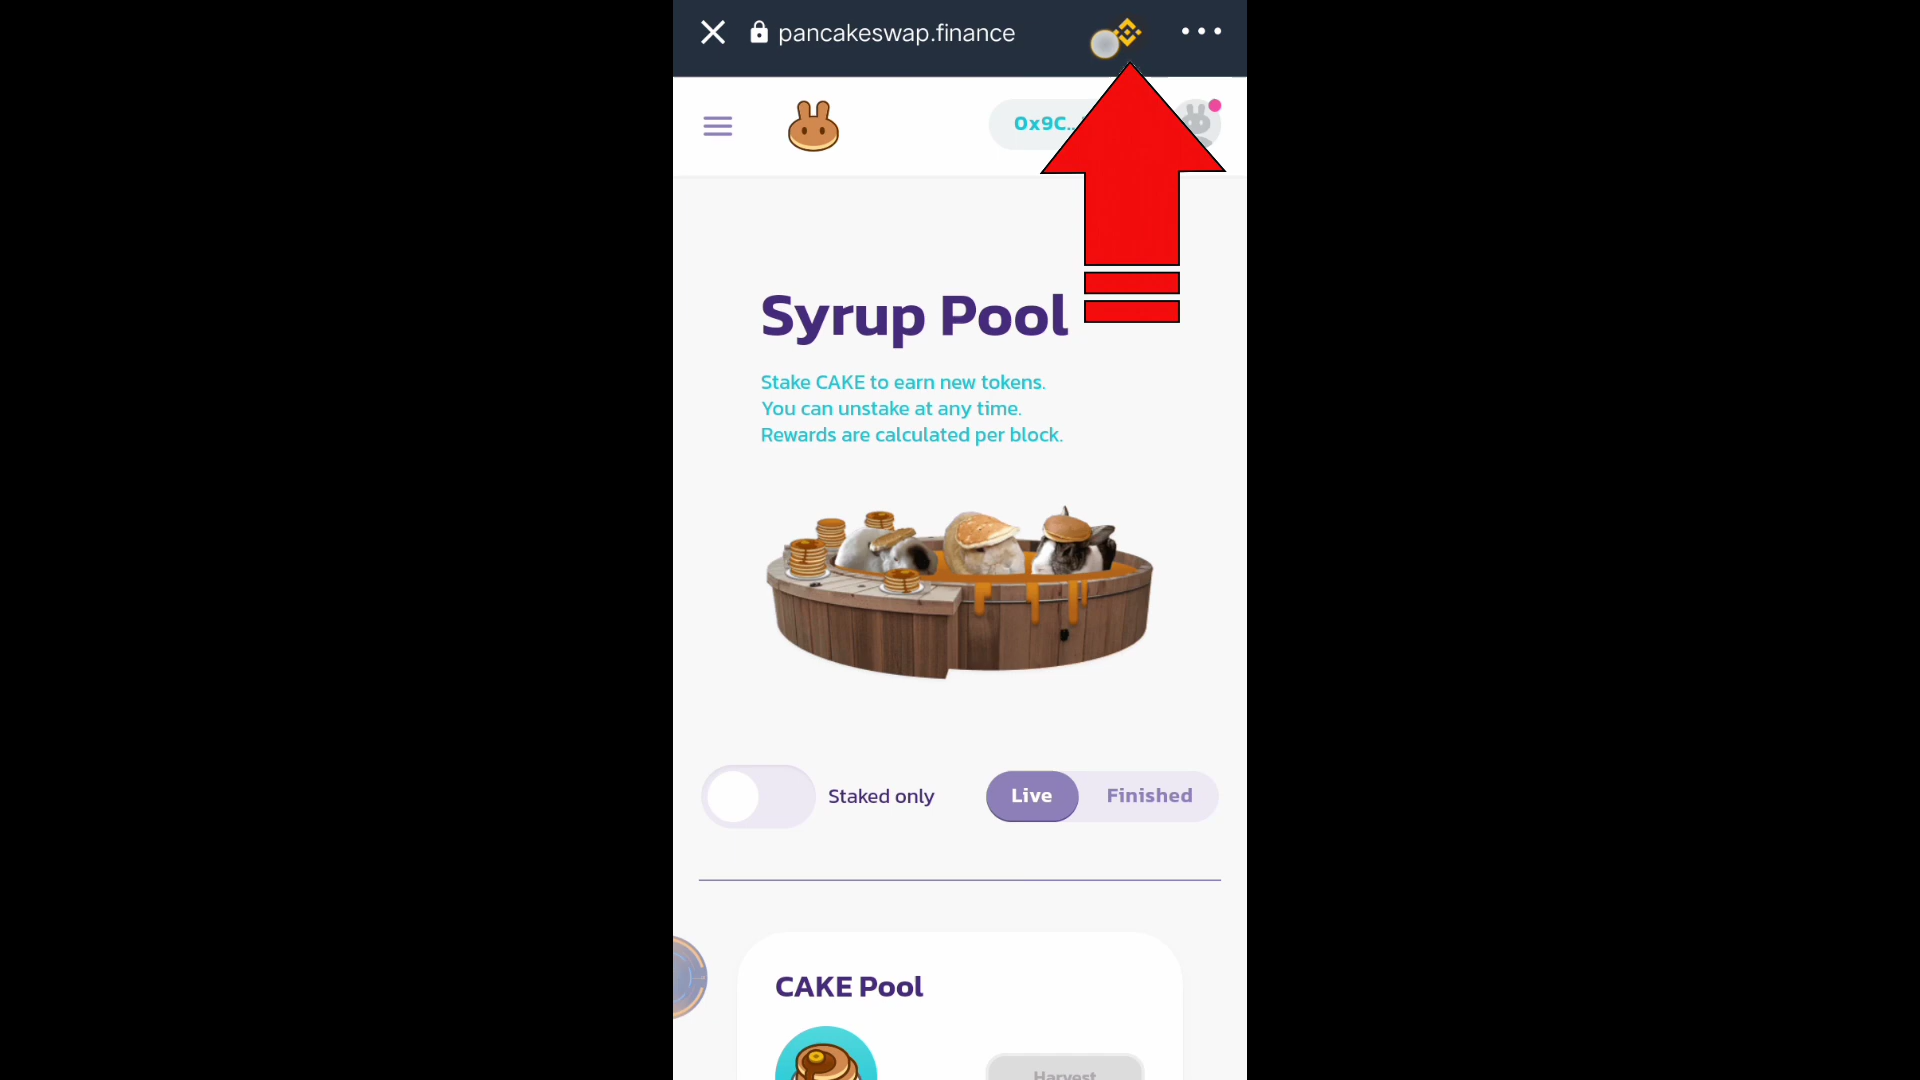 pancakeswap.finance
0x9C...
Syrup Pool
Stake CAKE to earn new tokens.
You can unstake at any time.
Rewards are calculated per block.
Staked only
Live
Finished
CAKE Pool
Harvest